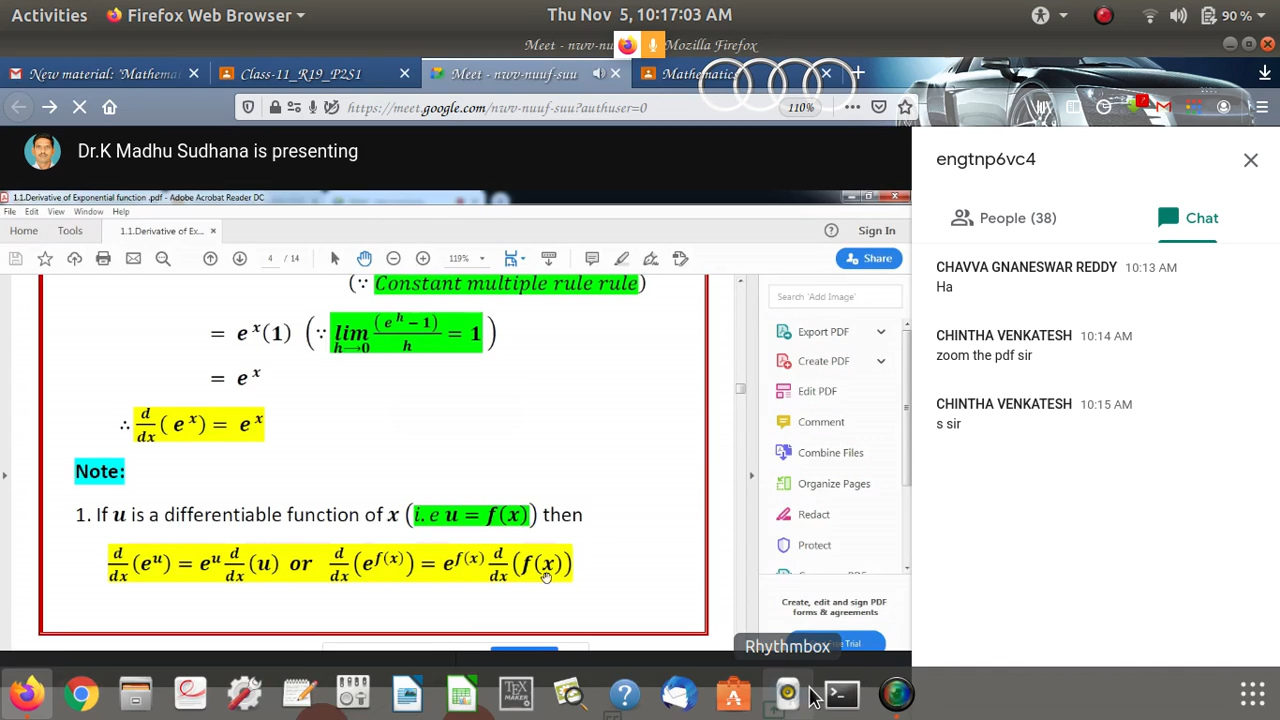 Activities Firefox Web Browser Thu Nov 5, 10:17:03 AM 90 %
Meet - nwv-nu Mozilla Firefox
New material: 'Mathema Class-11_R19_P2S1 Meet - nwv-nuuf-suu Mathematics
https://meet.google.com/nwv-nuuf-suu?authuser=0 110%
Dr.K Madhu Sudhana is presenting
1.1.Derivative of Exponential function .pdf - Adobe Acrobat Reader DC
File Edit View Window Help
Home Tools 1.1.Derivative of Ex... Sign In
4 / 14 119% Share
(∵ Constant multiple rule rule)
= e^x(1) (∵ lim_{h→0} (e^h − 1)/h = 1)
= e^x
∴ d/dx (e^x) = e^x
Note:
1. If u is a differentiable function of x (i.e u = f(x)) then
d/dx (e^u) = e^u d/dx (u) or d/dx (e^f(x)) = e^f(x) d/dx (f(x))
Search 'Add Image'
Export PDF
Create PDF
Edit PDF
Comment
Combine Files
Organize Pages
Redact
Protect
Create, edit and sign PDF
forms & agreements
Free Trial
Rhythmbox
engtnp6vc4
People (38) Chat
CHAVVA GNANESWAR REDDY 10:13 AM
Ha
CHINTHA VENKATESH 10:14 AM
zoom the pdf sir
CHINTHA VENKATESH 10:15 AM
s sir
TEX
MAKER